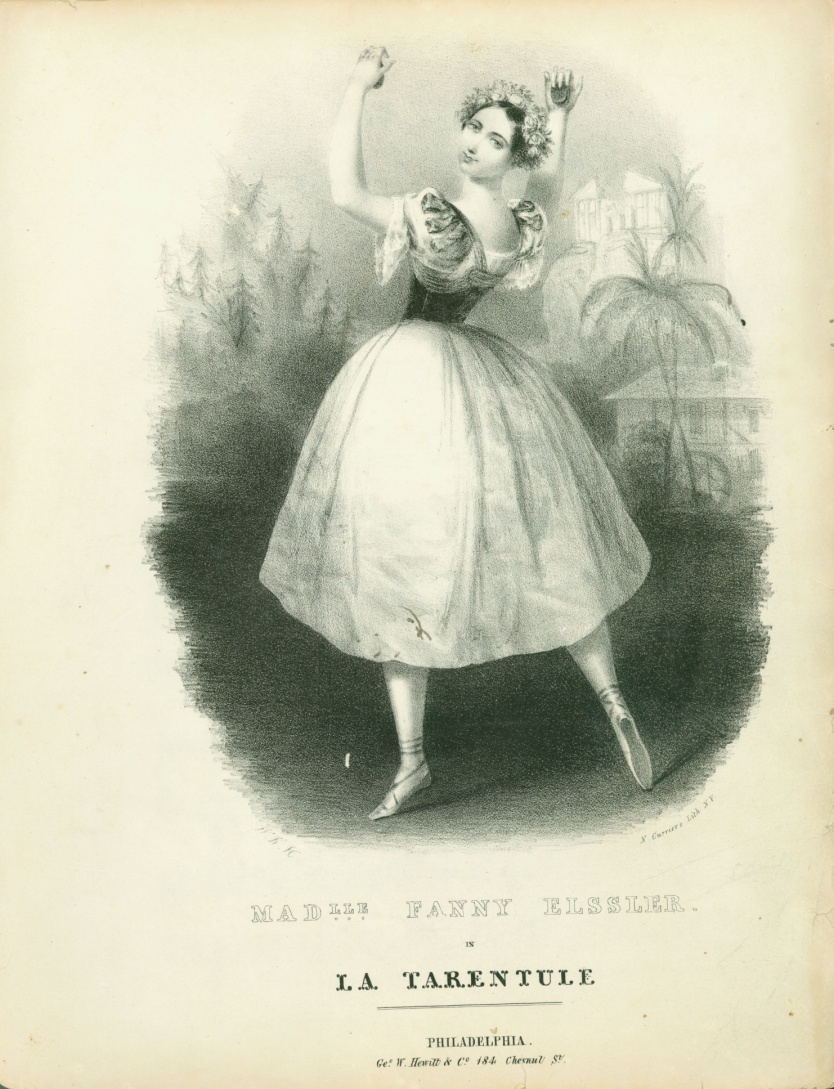 N. Currier's Lith. N.Y.
MADLLE FANNY ELSSLER.
IN
LA TARENTULE
PHILADELPHIA.
Geo. W. Hewitt & Co. 184 Chesnut St.